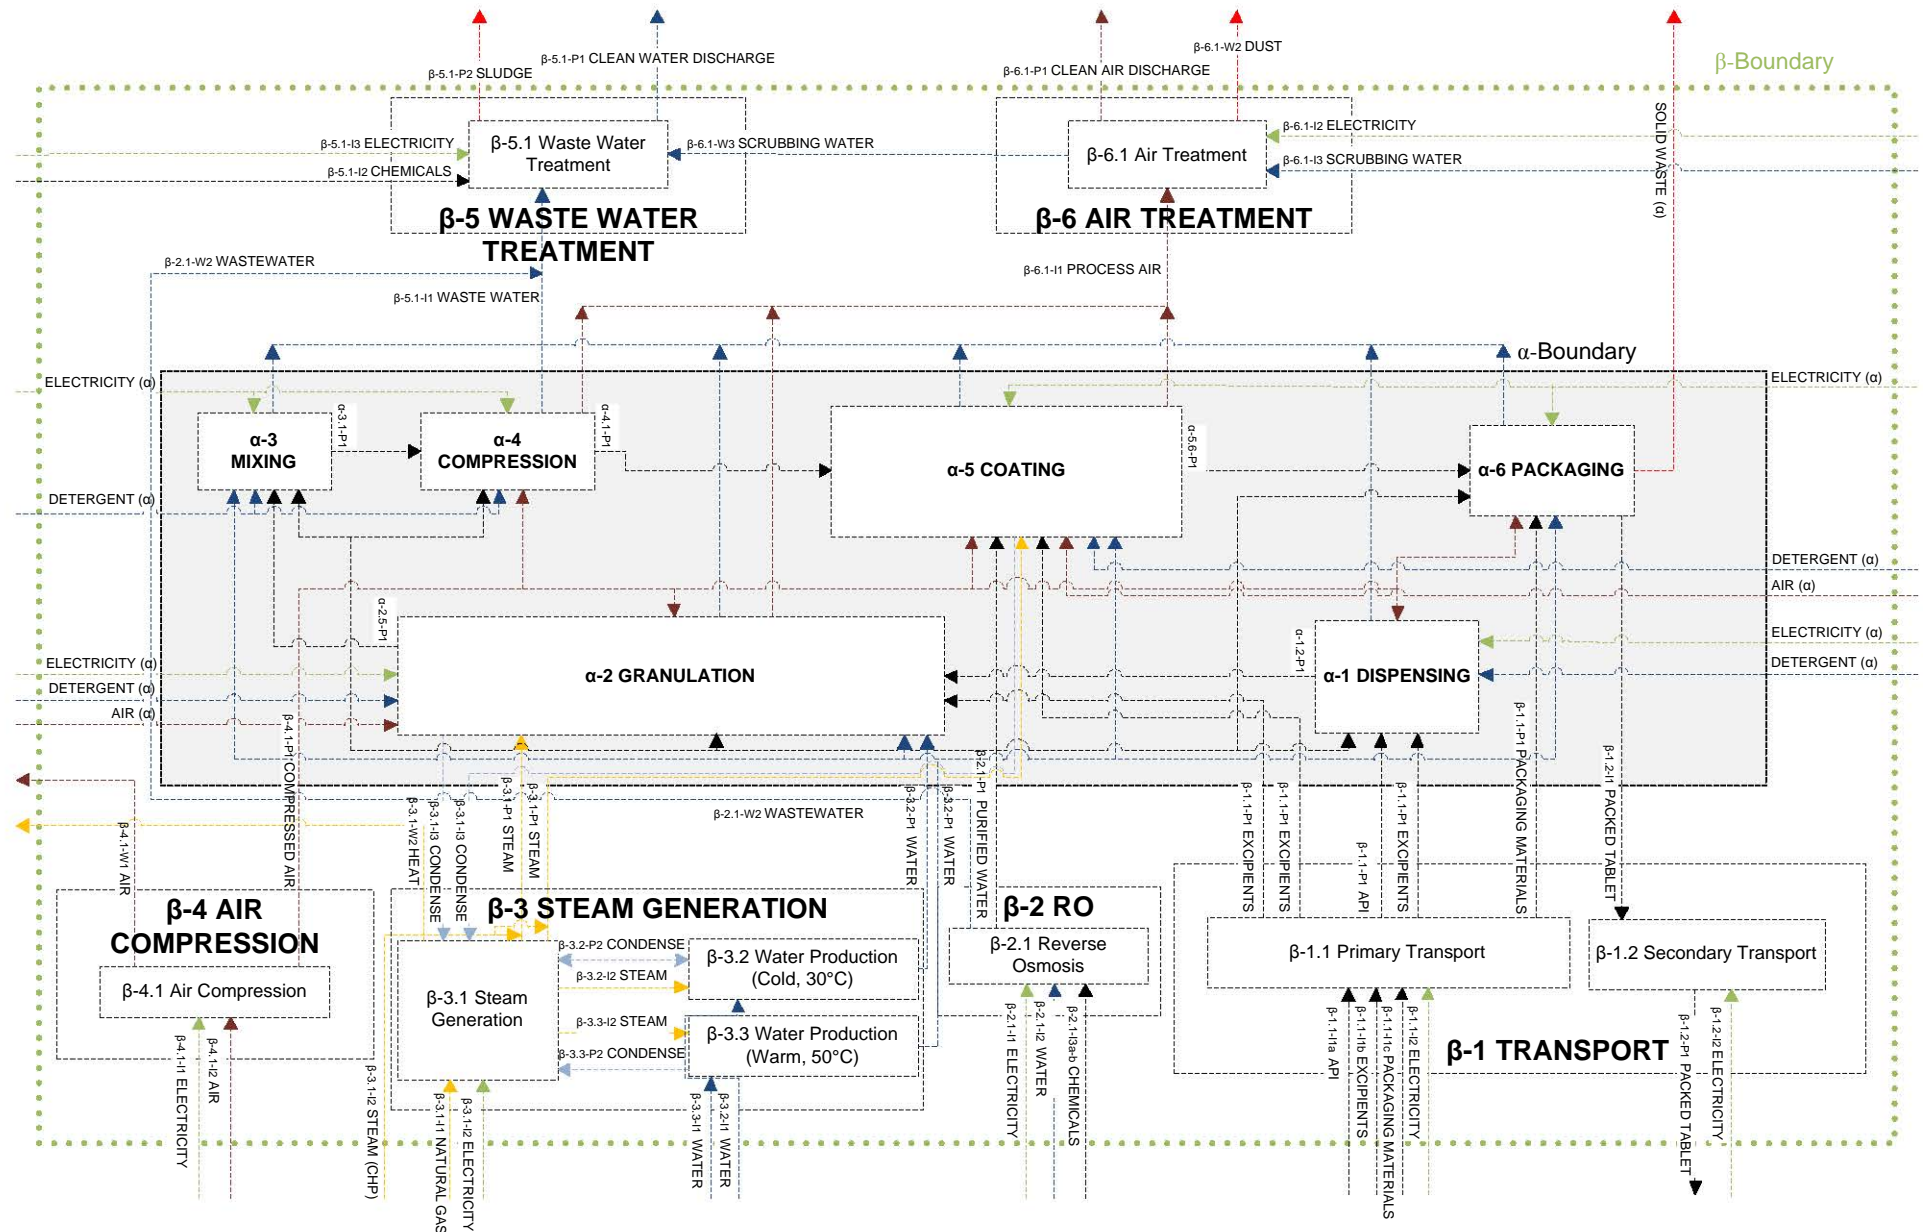 β-Boundary
β-5.1-P2 SLUDGE
β-5.1-P1 CLEAN WATER DISCHARGE
β-6.1-P1 CLEAN AIR DISCHARGE
β-6.1-W2 DUST
SOLID WASTE (α)
β-5.1-I3 ELECTRICITY
β-5.1-I2 CHEMICALS
β-5.1 Waste Water
Treatment
β-6.1-W3 SCRUBBING WATER
β-6.1 Air Treatment
β-6.1-I2 ELECTRICITY
β-6.1-I3 SCRUBBING WATER
β-5 WASTE WATER
TREATMENT
β-6 AIR TREATMENT
β-2.1-W2 WASTEWATER
β-5.1-I1 WASTE WATER
β-6.1-I1 PROCESS AIR
α-Boundary
ELECTRICITY (α)
ELECTRICITY (α)
α-3
MIXING
α-3.1-P1
α-4
COMPRESSION
α-4.1-P1
α-5 COATING
α-5.6-P1
α-6 PACKAGING
DETERGENT (α)
DETERGENT (α)
AIR (α)
α-2.5-P1
α-2 GRANULATION
α-1.2-P1
α-1 DISPENSING
ELECTRICITY (α)
DETERGENT (α)
ELECTRICITY (α)
DETERGENT (α)
AIR (α)
β-4.1-W1 AIR
β-4.1-P1 COMPRESSED AIR
β-3.1-W2 HEAT
β-3.1-I3 CONDENSE
β-3.1-I3 CONDENSE
β-3.1-P1 STEAM
β-3.1-P1 STEAM
β-2.1-W2 WASTEWATER
β-3.2-P1 WATER
β-3.2-P1 WATER
β-2.1-P1 PURIFIED WATER
β-1.1-P1 EXCIPIENTS
β-1.1-P1 EXCIPIENTS
β-1.1-P1 API
β-1.1-P1 EXCIPIENTS
β-1.1-P1 PACKAGING MATERIALS
β-1.2-I1 PACKED TABLET
β-4 AIR
COMPRESSION
β-4.1 Air Compression
β-3 STEAM GENERATION
β-3.1 Steam
Generation
β-3.2-P2 CONDENSE
β-3.2-I2 STEAM
β-3.3-I2 STEAM
β-3.3-P2 CONDENSE
β-3.2 Water Production
(Cold, 30°C)
β-3.3 Water Production
(Warm, 50°C)
β-2 RO
β-2.1 Reverse
Osmosis
β-1.1 Primary Transport
β-1.2 Secondary Transport
β-1 TRANSPORT
β-4.1-I1 ELECTRICITY
β-4.1-I2 AIR
β-3.1-I2 STEAM (CHP)
β-3.1-I1 NATURAL GAS
β-3.1-I2 ELECTRICITY
β-3.3-I1 WATER
β-3.2-I1 WATER
β-2.1-I1 ELECTRICITY
β-2.1-I2 WATER
β-2.1-I3a-b CHEMICALS
β-1.1-I1a API
β-1.1-I1b EXCIPIENTS
β-1.1-I1c PACKAGING MATERIALS
β-1.1-I2 ELECTRICITY
β-1.2-P1 PACKED TABLET
β-1.2-I2 ELECTRICITY